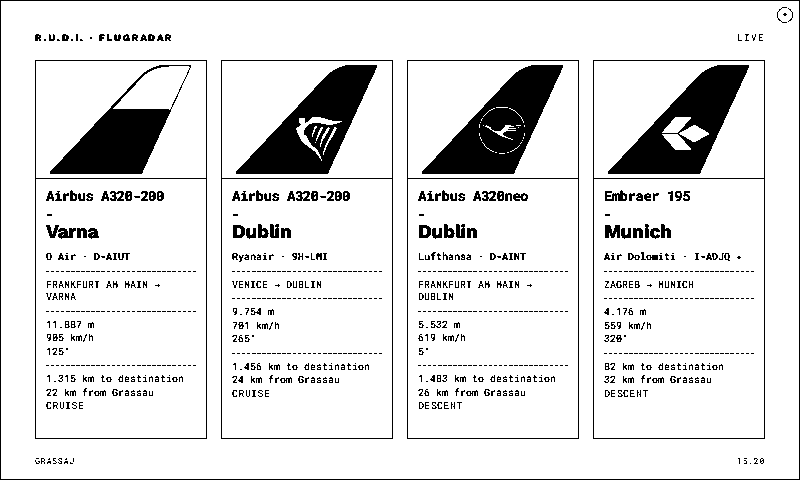 R.U.D.I. · FLUGRADAR
LIVE
Airbus A320-200
-
Varna
O Air · D-AIUT
FRANKFURT AM MAIN →
VARNA
11.887 m
905 km/h
125°
1.315 km to destination
22 km from Grassau
CRUISE
Airbus A320-200
-
Dublin
Ryanair · 9H-LMI
VENICE → DUBLIN
9.754 m
701 km/h
265°
1.456 km to destination
24 km from Grassau
CRUISE
Airbus A320neo
-
Dublin
Lufthansa · D-AINT
FRANKFURT AM MAIN →
DUBLIN
5.532 m
619 km/h
5°
1.403 km to destination
26 km from Grassau
DESCENT
Embraer 195
-
Munich
Air Dolomiti · I-ADJQ ✦
ZAGREB → MUNICH
4.176 m
559 km/h
320°
82 km to destination
32 km from Grassau
DESCENT
GRASSAU
15.20